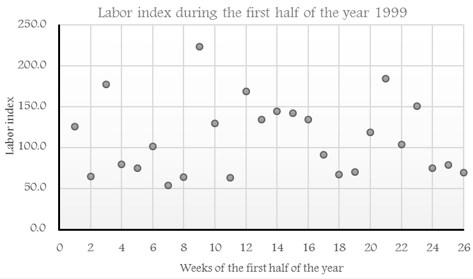 Labor index during the first half of the year 1999
250.0
200.0
150.0
100.0
50.0
0.0
Labor index
0 2 4 6 8 10 12 14 16 18 20 22 24 26
Weeks of the first half of the year